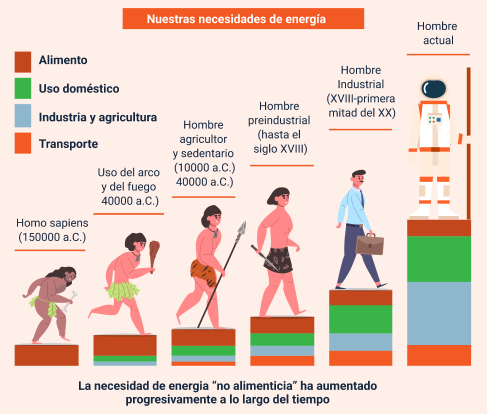 Nuestras necesidades de energía
Alimento
Uso doméstico
Industria y agricultura
Transporte
Homo sapiens
(150000 a.C.)
Uso del arco
y del fuego
40000 a.C.)
Hombre
agricultor
y sedentario
(10000 a.C.)
40000 a.C.)
Hombre
preindustrial
(hasta el
siglo XVIII)
Hombre
Industrial
(XVIII-primera
mitad del XX)
Hombre
actual
La necesidad de energia “no alimenticia” ha aumentado
progresivamente a lo largo del tiempo